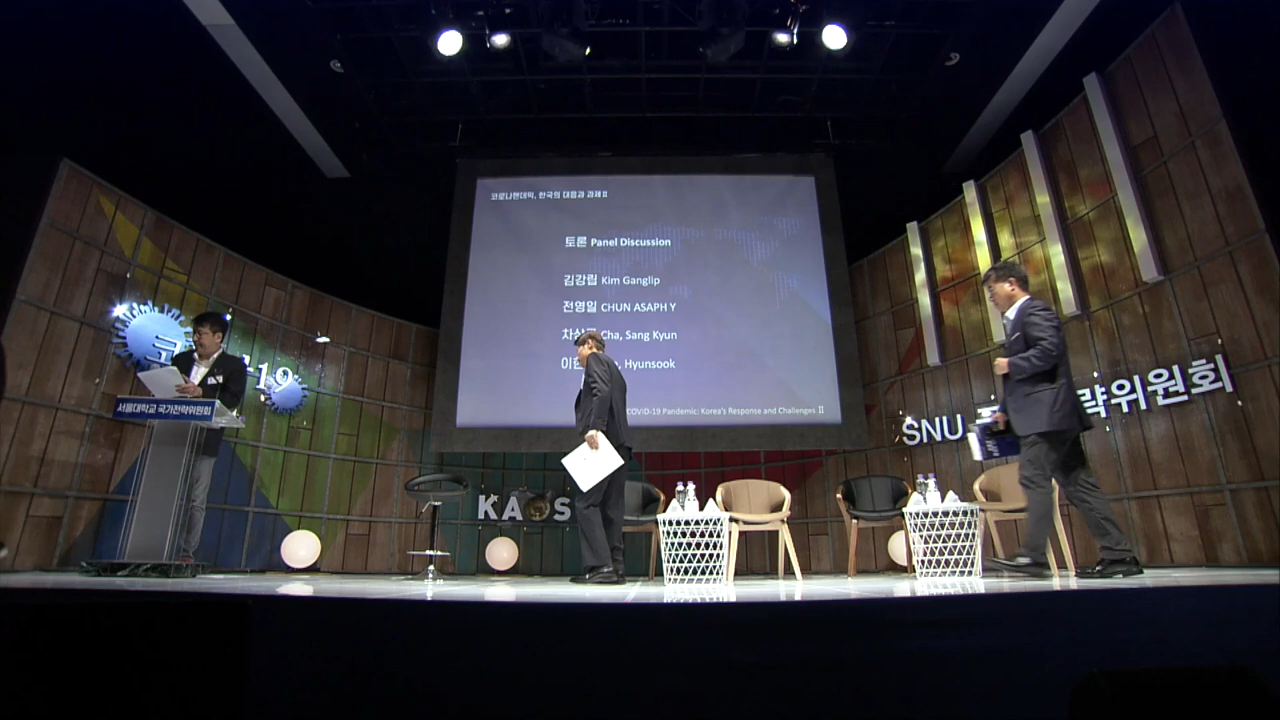 코로나팬데믹, 한국의 대응과 과제 II
토론 Panel Discussion
김강립 Kim Ganglip
전영일 CHUN ASAPH Y
Cha, Sang Kyun
Hyunsook
COVID-19 Pandemic: Korea's Response and Challenges II
코 19
서울대학교 국가전략위원회
KAOS
SNU 략위원회